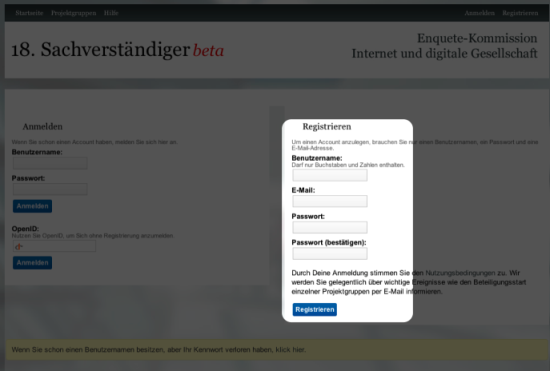 Startseite Projektgruppen Hilfe
Anmelden Registrieren
18. Sachverständiger beta
Enquete-Kommission
Internet und digitale Gesellschaft
Anmelden
Wenn Sie schon einen Account haben, melden Sie sich hier an.
Benutzername:
Passwort:
Anmelden
OpenID:
Nutzen Sie OpenID, um Sich ohne Registrierung anzumelden.
Anmelden
Registrieren
Um einen Account anzulegen, brauchen Sie nur einen Benutzernamen, ein Passwort und eine
E-Mail-Adresse.
Benutzername:
Darf nur Buchstaben und Zahlen enthalten.
E-Mail:
Passwort:
Passwort (bestätigen):
Durch Deine Anmeldung stimmen Sie den Nutzungsbedingungen zu. Wir
werden Sie gelegentlich über wichtige Ereignisse wie den Beteiligungsstart
einzelner Projektgruppen per E-Mail informieren.
Registrieren
Wenn Sie schon einen Benutzernamen besitzen, aber Ihr Kennwort verloren haben, klick hier.